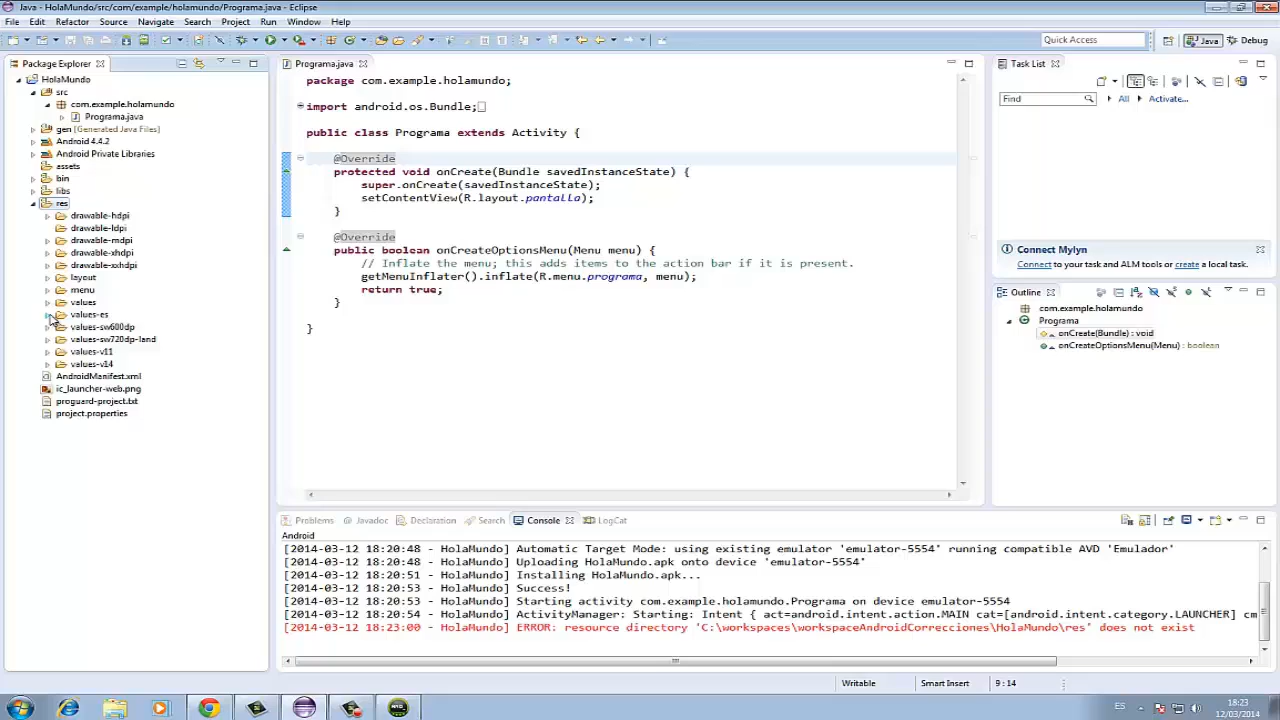 Java - HolaMundo/src/com/example/holamundo/Programa.java - Eclipse
File Edit Refactor Source Navigate Search Project Run Window Help
Quick Access
Java
Debug
Package Explorer
HolaMundo
src
com.example.holamundo
Programa.java
gen [Generated Java Files]
Android 4.4.2
Android Private Libraries
assets
bin
libs
res
drawable-hdpi
drawable-ldpi
drawable-mdpi
drawable-xhdpi
drawable-xxhdpi
layout
menu
values
values-es
values-sw600dp
values-sw720dp-land
values-v11
values-v14
AndroidManifest.xml
ic_launcher-web.png
proguard-project.txt
project.properties
Programa.java
package com.example.holamundo;
import android.os.Bundle;
public class Programa extends Activity {
@Override
protected void onCreate(Bundle savedInstanceState) {
super.onCreate(savedInstanceState);
setContentView(R.layout.pantalla);
}
@Override
public boolean onCreateOptionsMenu(Menu menu) {
// Inflate the menu; this adds items to the action bar if it is present.
getMenuInflater().inflate(R.menu.programa, menu);
return true;
}
}
Task List
Find
All
Activate...
Connect Mylyn
Connect to your task and ALM tools or create a local task.
Outline
com.example.holamundo
Programa
onCreate(Bundle) : void
onCreateOptionsMenu(Menu) : boolean
Problems @ Javadoc Declaration Search Console LogCat
Android
[2014-03-12 18:20:48 - HolaMundo] Automatic Target Mode: using existing emulator 'emulator-5554' running compatible AVD 'Emulador'
[2014-03-12 18:20:48 - HolaMundo] Uploading HolaMundo.apk onto device 'emulator-5554'
[2014-03-12 18:20:51 - HolaMundo] Installing HolaMundo.apk...
[2014-03-12 18:20:53 - HolaMundo] Success!
[2014-03-12 18:20:53 - HolaMundo] Starting activity com.example.holamundo.Programa on device emulator-5554
[2014-03-12 18:20:54 - HolaMundo] ActivityManager: Starting: Intent { act=android.intent.action.MAIN cat=[android.intent.category.LAUNCHER] cm
[2014-03-12 18:23:00 - HolaMundo] ERROR: resource directory 'C:\workspaces\workspaceAndroidCorrecciones\HolaMundo\res' does not exist
Writable
Smart Insert
9 : 14
ES
18:23
12/03/2014